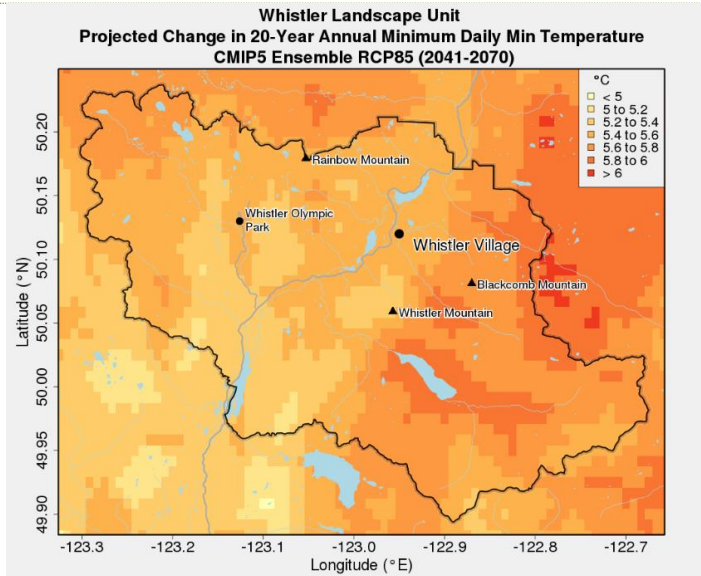 Whistler Landscape Unit
Projected Change in 20-Year Annual Minimum Daily Min Temperature
CMIP5 Ensemble RCP85 (2041-2070)
°C
< 5
5 to 5.2
5.2 to 5.4
5.4 to 5.6
5.6 to 5.8
5.8 to 6
> 6
Rainbow Mountain
Whistler Olympic
Park
Whistler Village
Blackcomb Mountain
Whistler Mountain
Latitude (°N)
50.20
50.15
50.10
50.05
50.00
49.95
49.90
-123.3 -123.2 -123.1 -123.0 -122.9 -122.8 -122.7
Longitude (°E)